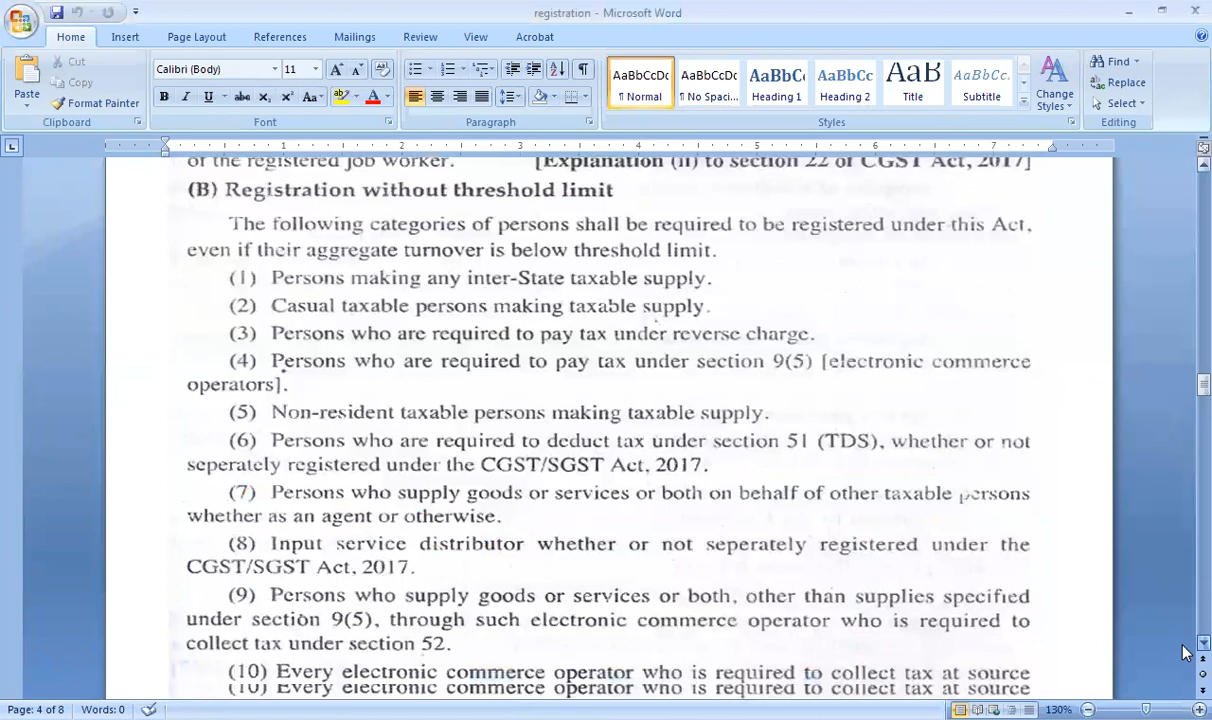 registration - Microsoft Word
Home Insert Page Layout References Mailings Review View Acrobat
Paste
Cut
Copy
Format Painter
Clipboard
Calibri (Body) 11
Font
Paragraph
AaBbCcDc AaBbCcDc AaBbC AaBbCc AaB AaBbCcDc.
¶ Normal ¶ No Spaci... Heading 1 Heading 2 Title Subtitle
Change Styles
Styles
Find
Replace
Select
Editing
1 2 3 4 5 6 7
of the registered job worker. [Explanation (ii) to section 22 of CGST Act, 2017]
(B) Registration without threshold limit
The following categories of persons shall be required to be registered under this Act,
even if their aggregate turnover is below threshold limit.
(1) Persons making any inter-State taxable supply.
(2) Casual taxable persons making taxable supply.
(3) Persons who are required to pay tax under reverse charge.
(4) Persons who are required to pay tax under section 9(5) [electronic commerce
operators].
(5) Non-resident taxable persons making taxable supply.
(6) Persons who are required to deduct tax under section 51 (TDS), whether or not
seperately registered under the CGST/SGST Act, 2017.
(7) Persons who supply goods or services or both on behalf of other taxable persons
whether as an agent or otherwise.
(8) Input service distributor whether or not seperately registered under the
CGST/SGST Act, 2017.
(9) Persons who supply goods or services or both, other than supplies specified
under section 9(5), through such electronic commerce operator who is required to
collect tax under section 52.
(10) Every electronic commerce operator who is required to collect tax at source
(10) Every electronic commerce operator who is required to collect tax at source
Page: 4 of 8 Words: 0 130%